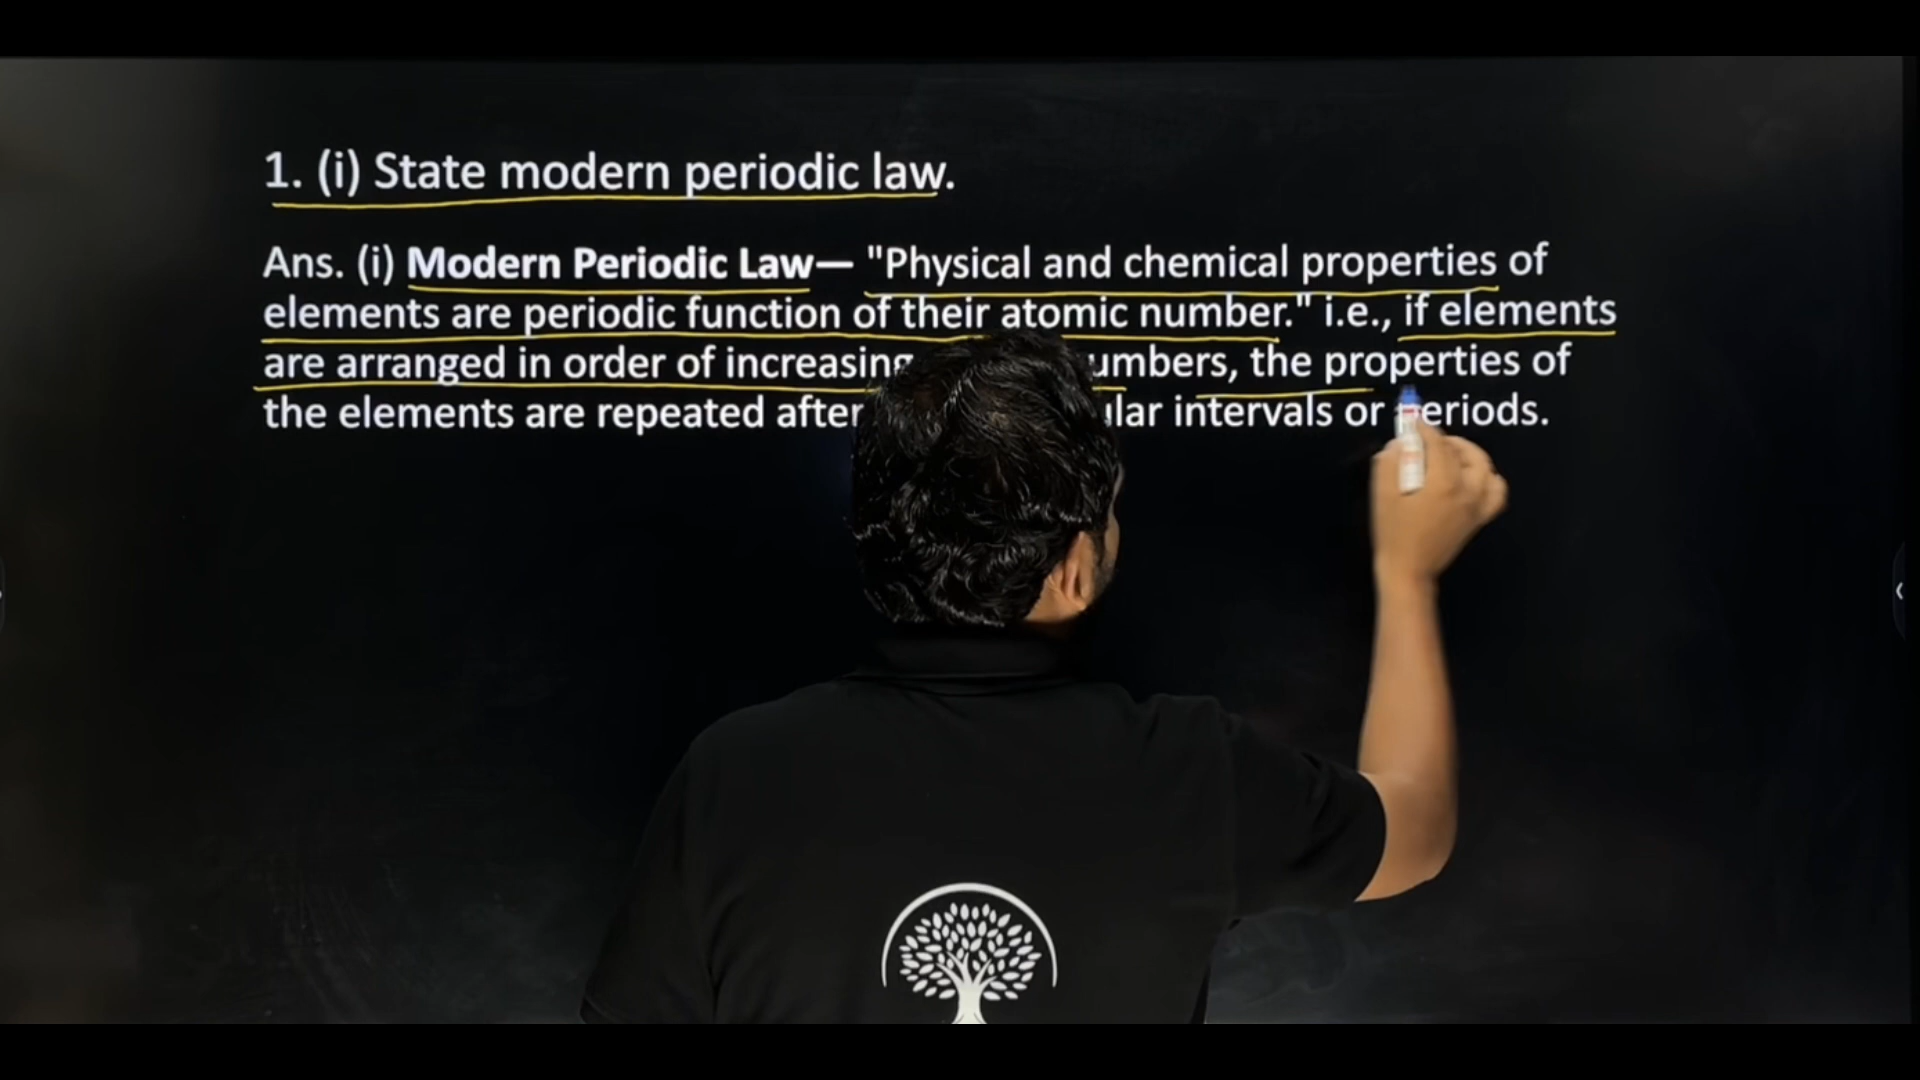 1. (i) State modern periodic law.
Ans. (i) Modern Periodic Law— "Physical and chemical properties of
elements are periodic function of their atomic number." i.e., if elements
are arranged in order of increasing numbers, the properties of
the elements are repeated after intervals or periods.